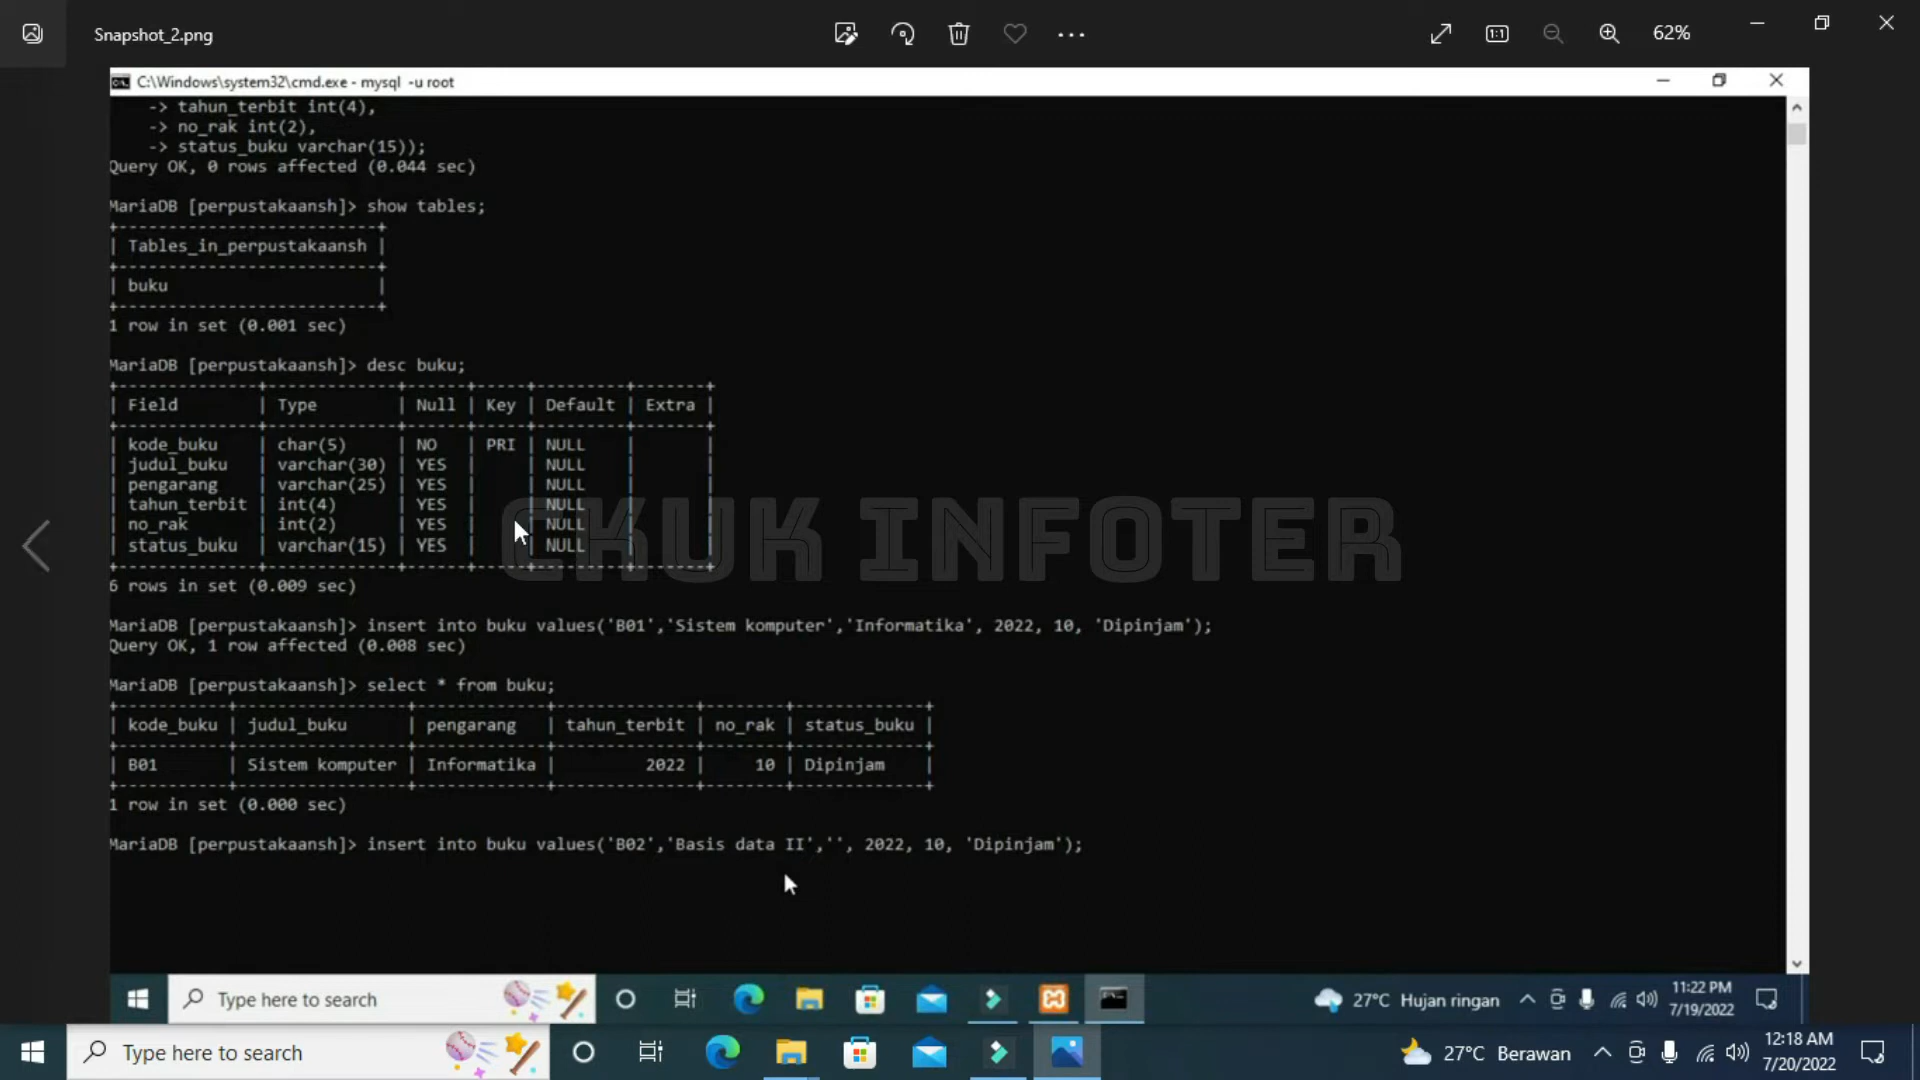 Snapshot_2.png
62%
C:\Windows\system32\cmd.exe - mysql -u root
-> tahun_terbit int(4),
-> no_rak int(2),
-> status_buku varchar(15));
Query OK, 0 rows affected (0.044 sec)
MariaDB [perpustakaansh]> show tables;
+--------------------------+
| Tables_in_perpustakaansh |
+--------------------------+
| buku                     |
+--------------------------+
1 row in set (0.001 sec)
MariaDB [perpustakaansh]> desc buku;
+--------------+-------------+------+-----+---------+-------+
| Field        | Type        | Null | Key | Default | Extra |
+--------------+-------------+------+-----+---------+-------+
| kode_buku    | char(5)     | NO   | PRI | NULL    |       |
| judul_buku   | varchar(30) | YES  |     | NULL    |       |
| pengarang    | varchar(25) | YES  |     | NULL    |       |
| tahun_terbit | int(4)      | YES  |     | NULL    |       |
| no_rak       | int(2)      | YES  |     | NULL    |       |
| status_buku  | varchar(15) | YES  |     | NULL    |       |
+--------------+-------------+------+-----+---------+-------+
CKUK INFOTER
6 rows in set (0.009 sec)
MariaDB [perpustakaansh]> insert into buku values('B01','Sistem komputer','Informatika', 2022, 10, 'Dipinjam');
Query OK, 1 row affected (0.008 sec)
MariaDB [perpustakaansh]> select * from buku;
+-----------+-----------------+-------------+--------------+--------+-------------+
| kode_buku | judul_buku      | pengarang   | tahun_terbit | no_rak | status_buku |
+-----------+-----------------+-------------+--------------+--------+-------------+
| B01       | Sistem komputer | Informatika |         2022 |     10 | Dipinjam    |
+-----------+-----------------+-------------+--------------+--------+-------------+
1 row in set (0.000 sec)
MariaDB [perpustakaansh]> insert into buku values('B02','Basis data II','', 2022, 10, 'Dipinjam');
Type here to search
27°C Hujan ringan
11:22 PM
7/19/2022
Type here to search
27°C Berawan
12:18 AM
7/20/2022